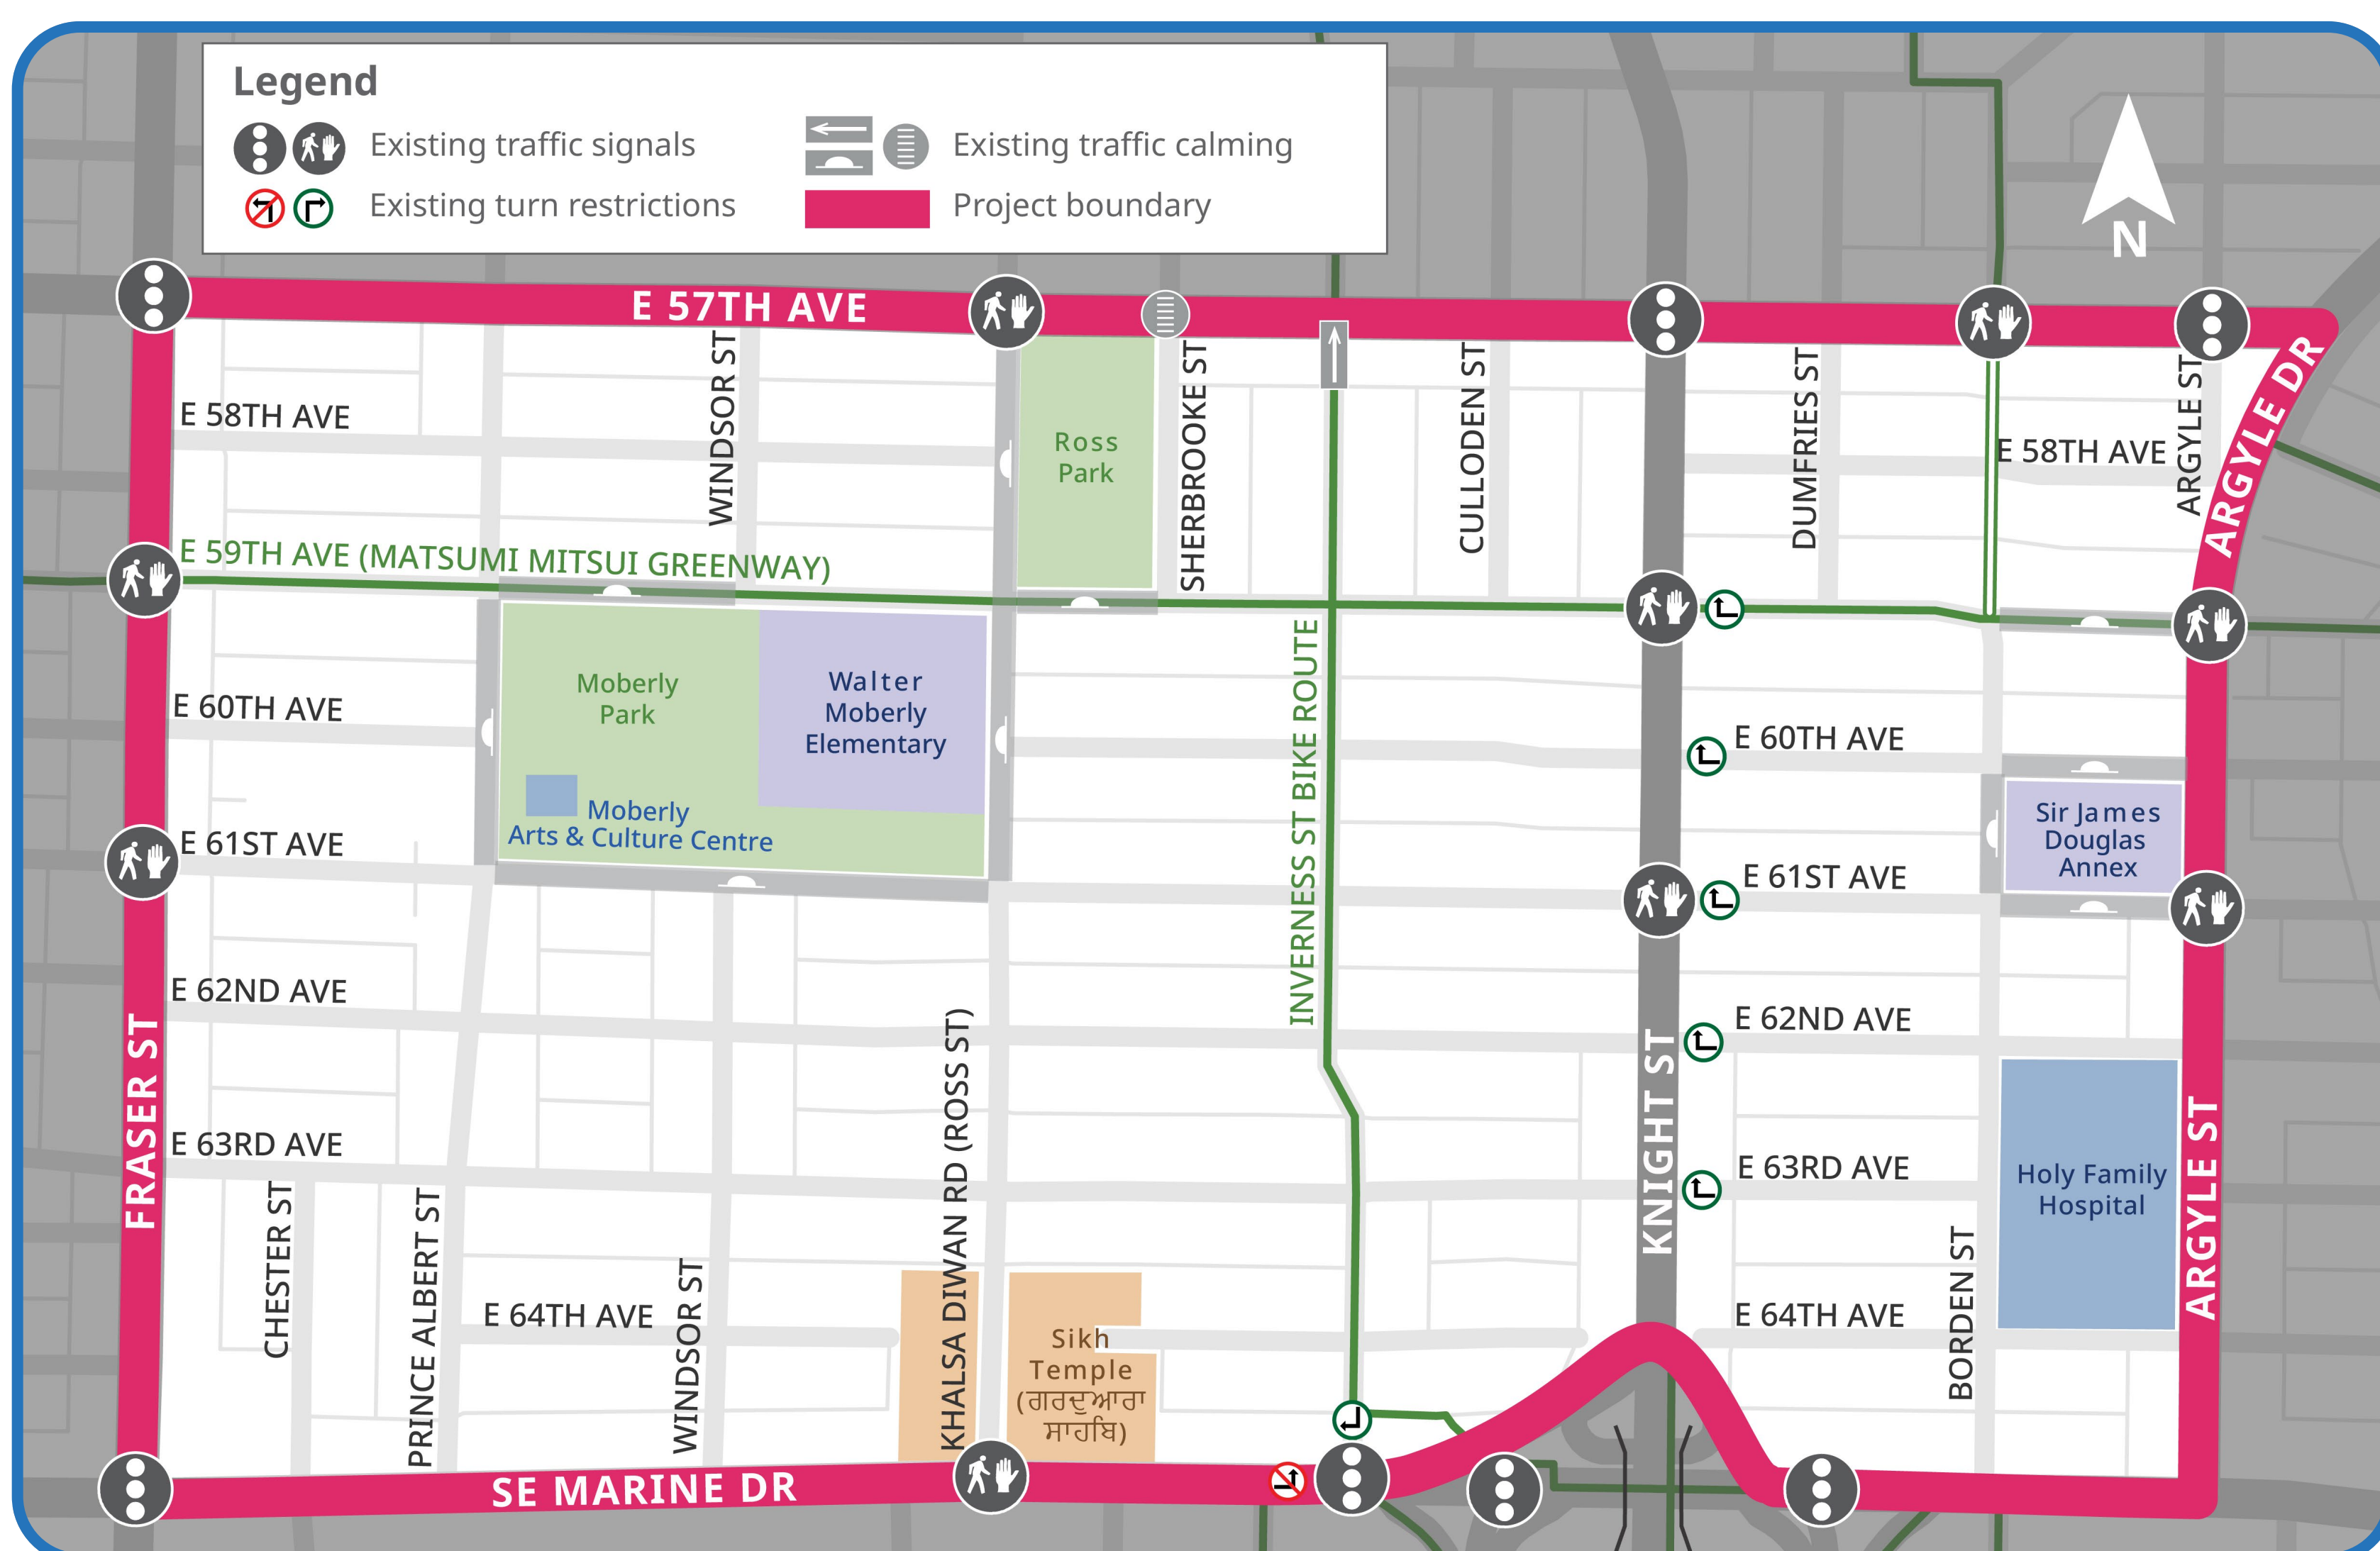 Legend
Existing traffic signals
Existing traffic calming
Existing turn restrictions
Project boundary
N
E 57TH AVE
WINDSOR ST
SHERBROOKE ST
CULLODEN ST
DUMFRIES ST
ARGYLE ST
ARGYLE DR
ARGYLE DR
E 58TH AVE
E 58TH AVE
Ross
Park
E 59TH AVE (MATSUMI MITSUI GREENWAY)
Moberly
Park
Walter
Moberly
Elementary
E 60TH AVE
E 60TH AVE
INVERNESS ST BIKE ROUTE
Moberly
Arts & Culture Centre
Sir James
Douglas
Annex
E 61ST AVE
E 61ST AVE
E 62ND AVE
E 62ND AVE
FRASER ST
KHALSA DIWAN RD (ROSS ST)
KNIGHT ST
ARGYLE ST
E 63RD AVE
E 63RD AVE
Holy Family
Hospital
CHESTER ST
PRINCE ALBERT ST
WINDSOR ST
BORDEN ST
E 64TH AVE
E 64TH AVE
Sikh
Temple
(ਗਰਦੁਆਰਾ
ਸਾਹਬਿ)
SE MARINE DR